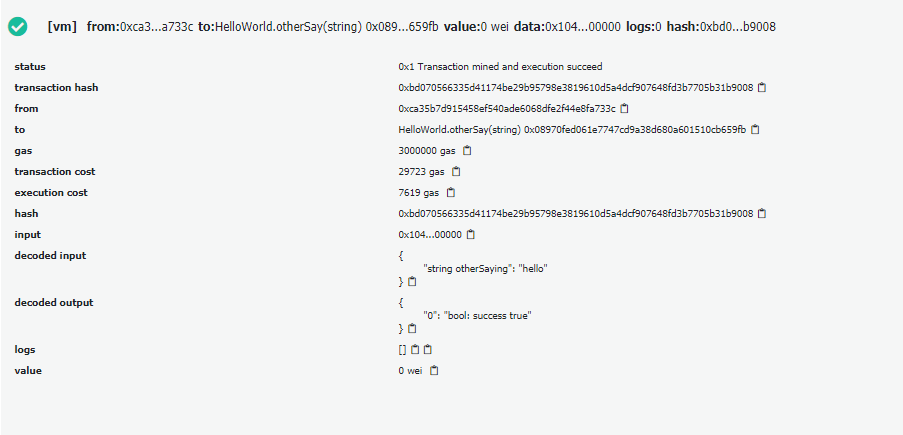 [vm] from:0xca3...a733c to:HelloWorld.otherSay(string) 0x089...659fb value:0 wei data:0x104...00000 logs:0 hash:0xbd0...b9008
status 0x1 Transaction mined and execution succeed
transaction hash 0xbd070566335d41174be29b95798e3819610d5a4dcf907648fd3b7705b31b9008
from 0xca35b7d915458ef540ade6068dfe2f44e8fa733c
to HelloWorld.otherSay(string) 0x08970fed061e7747cd9a38d680a601510cb659fb
gas 3000000 gas
transaction cost 29723 gas
execution cost 7619 gas
hash 0xbd070566335d41174be29b95798e3819610d5a4dcf907648fd3b7705b31b9008
input 0x104...00000
decoded input {
"string otherSaying": "hello"
}
decoded output {
"0": "bool: success true"
}
logs []
value 0 wei